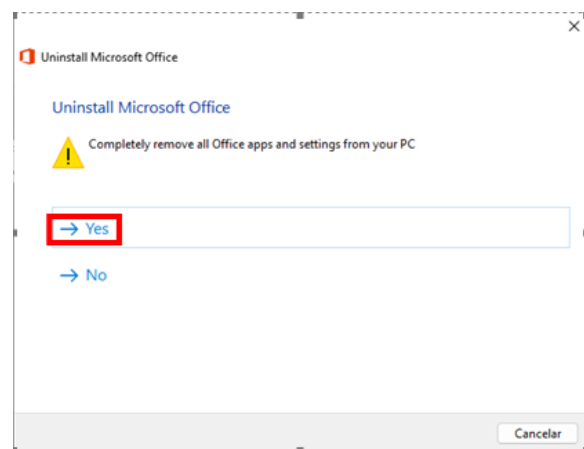 Uninstall Microsoft Office
Uninstall Microsoft Office
Completely remove all Office apps and settings from your PC
Yes
No
Cancelar